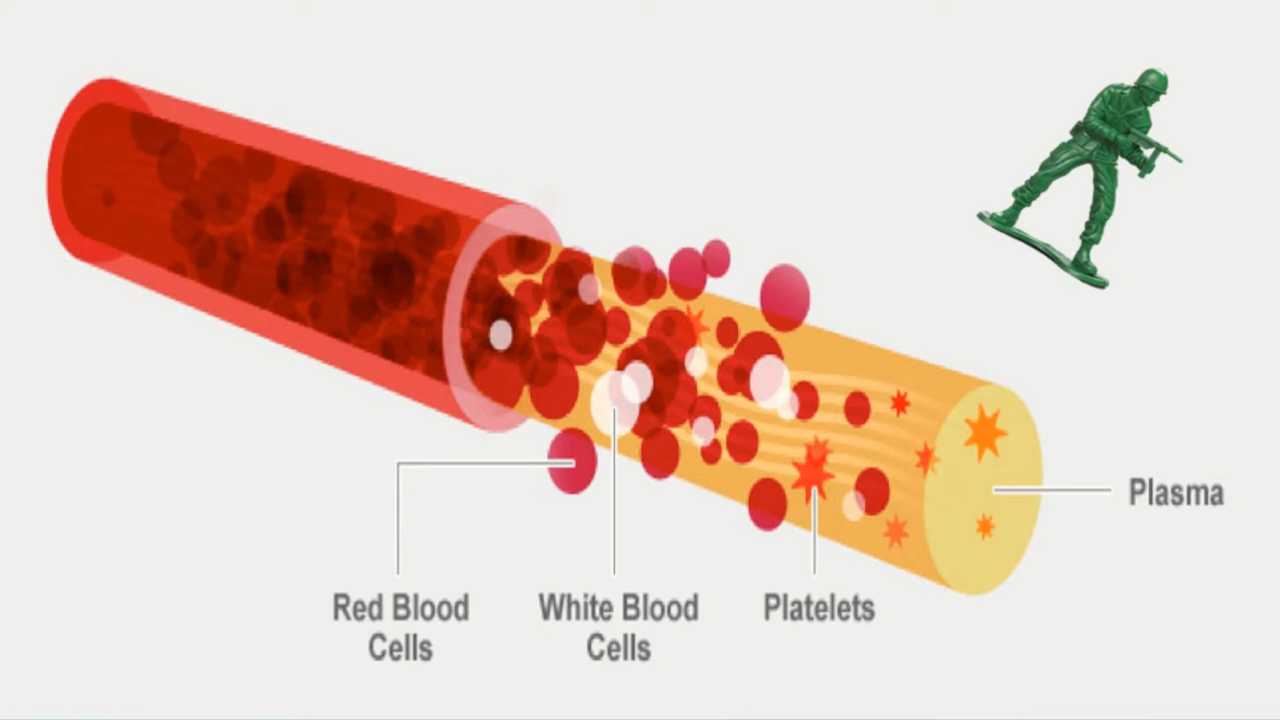 Plasma
Red Blood
Cells
White Blood
Cells
Platelets